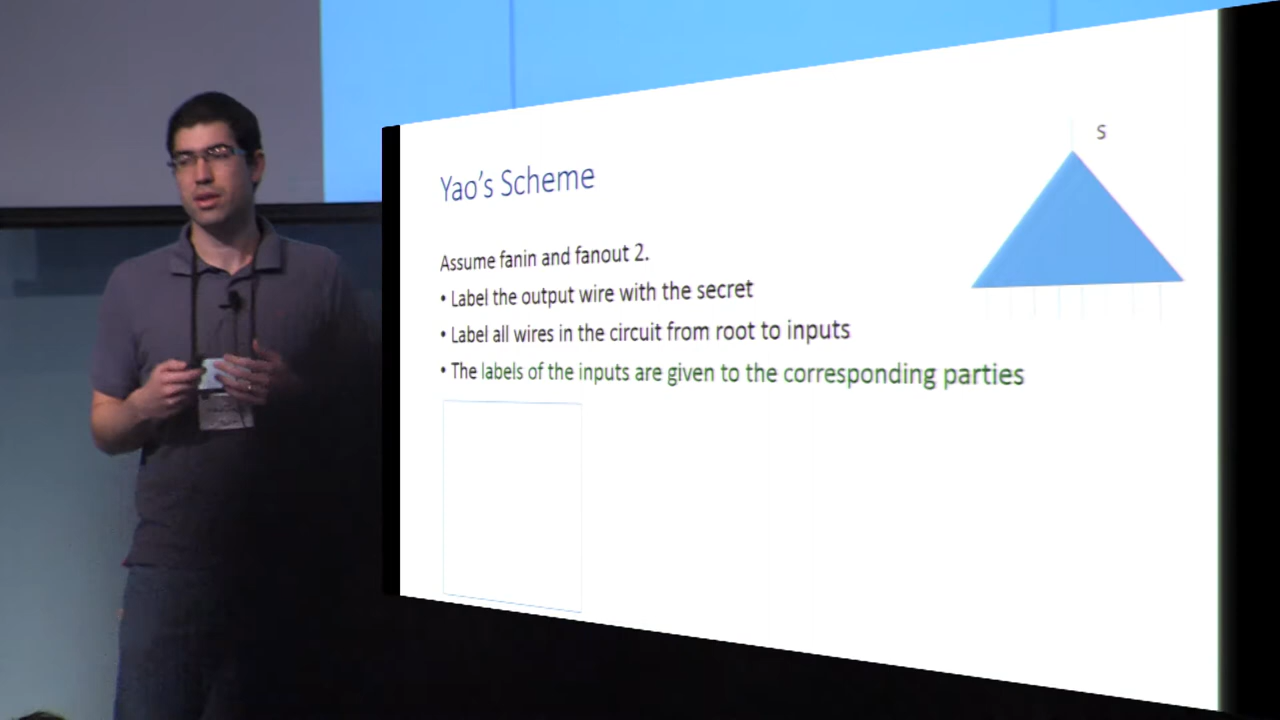 S
Yao's Scheme
Assume fanin and fanout 2.
• Label the output wire with the secret
• Label all wires in the circuit from root to inputs
• The labels of the inputs are given to the corresponding parties